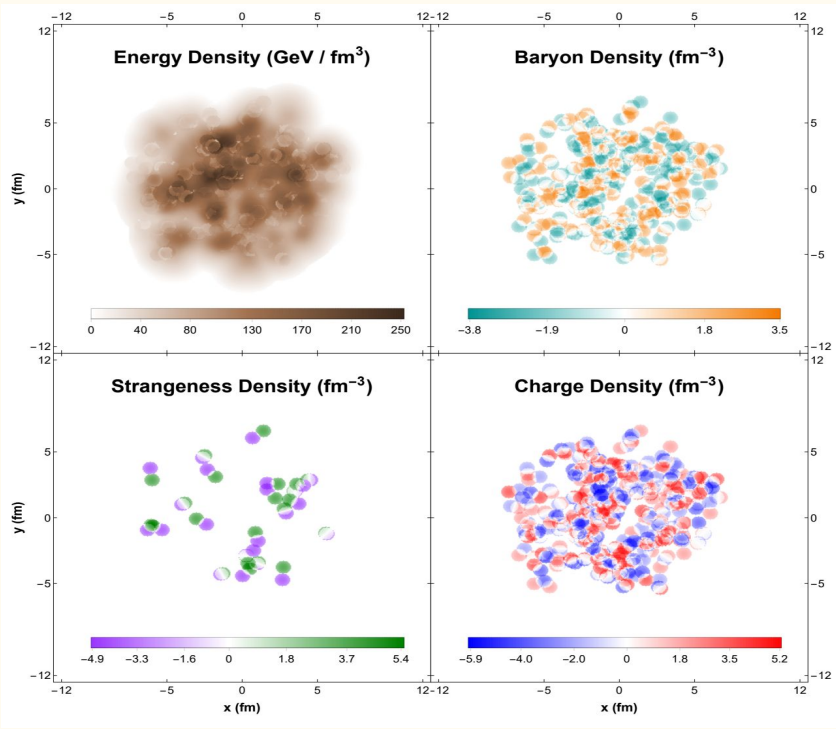 −12 −5 0 5 12 −12 −5 0 5 12
12 12
Energy Density (GeV / fm³) Baryon Density (fm⁻³)
5 5
y (fm) 0 0 y (fm)
−5 −5
0 40 80 130 170 210 250 −3.8 −1.9 0 1.8 3.5
−12 −12
12 12
Strangeness Density (fm⁻³) Charge Density (fm⁻³)
5 5
y (fm) 0 0 y (fm)
−5 −5
−4.9 −3.3 −1.6 0 1.8 3.7 5.4 −5.9 −4.0 −2.0 0 1.8 3.5 5.2
−12 −12
−12 −5 0 5 12 −12 −5 0 5 12
x (fm) x (fm)